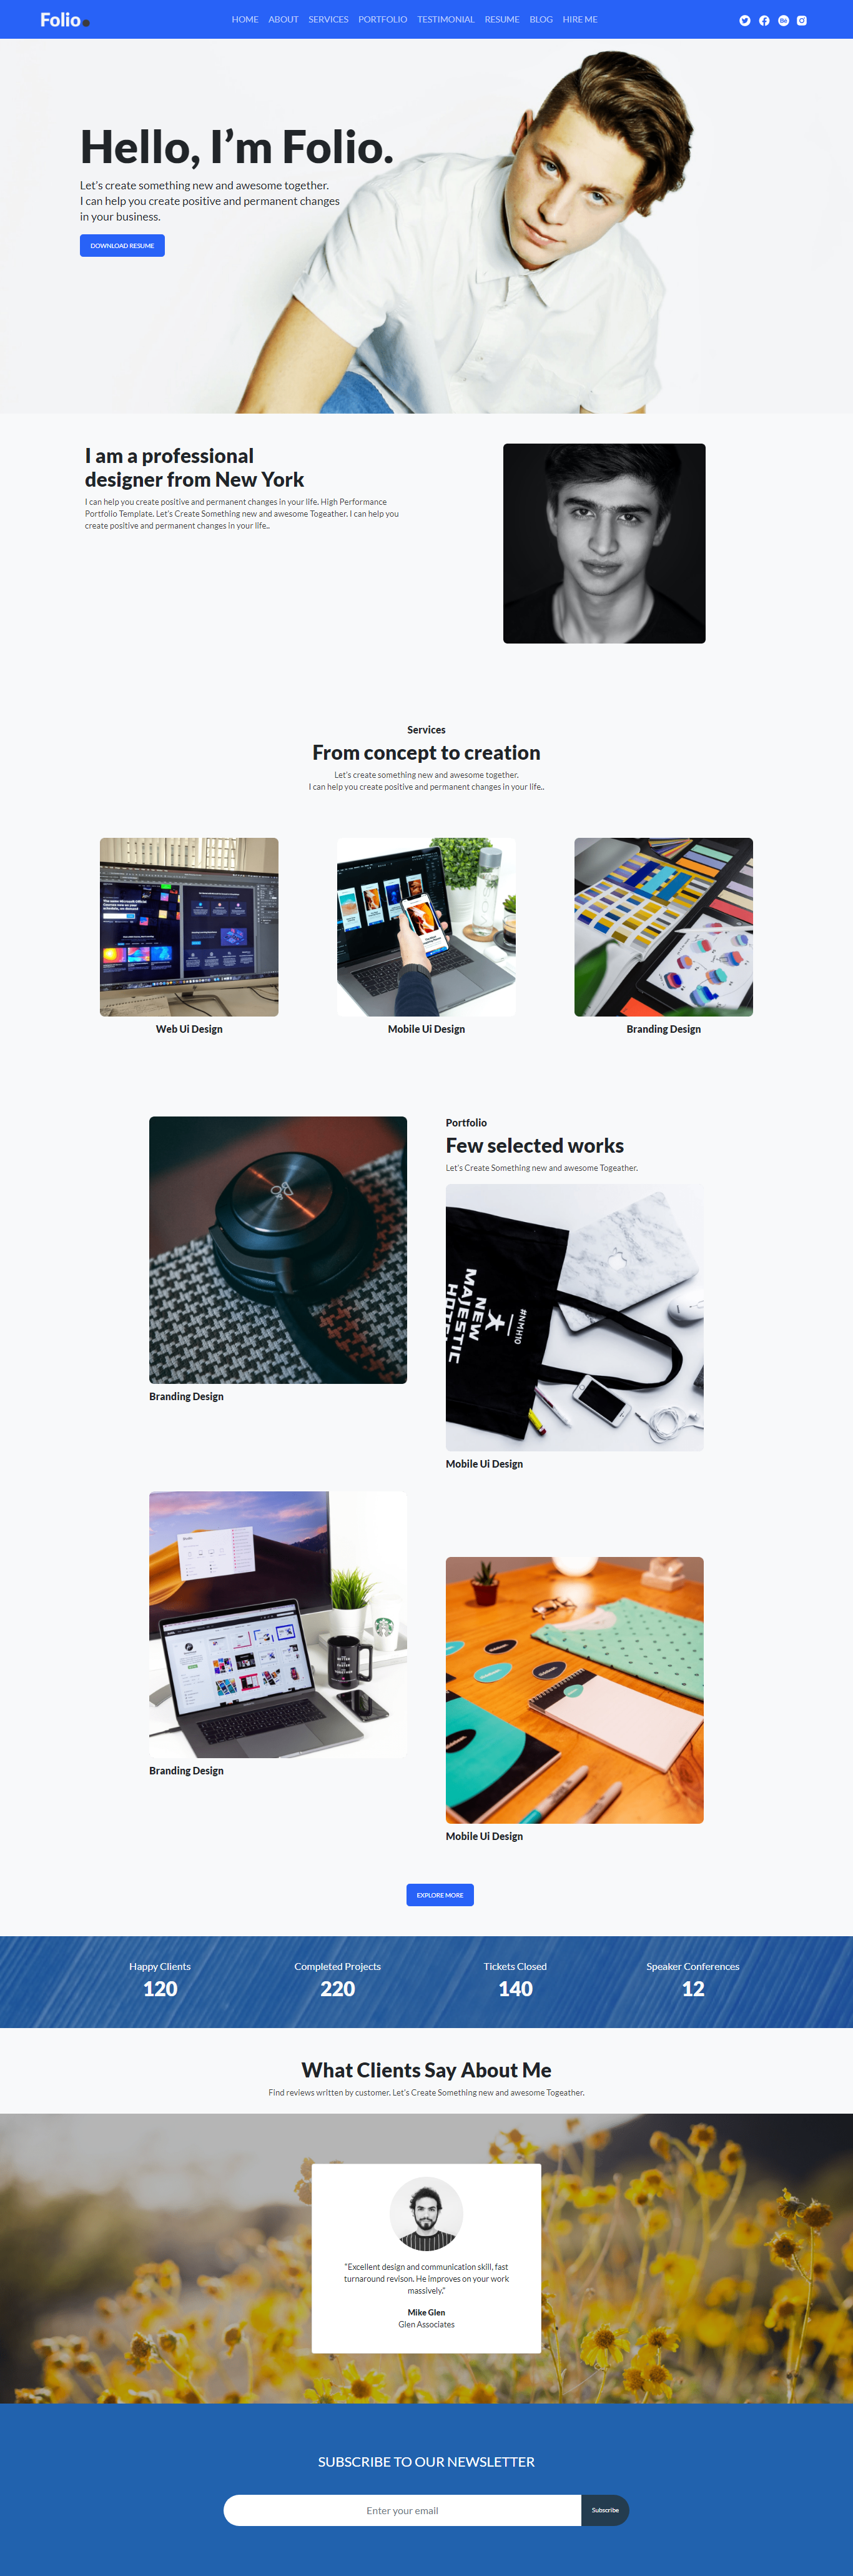 Folio.
HOME ABOUT SERVICES PORTFOLIO TESTIMONIAL RESUME BLOG HIRE ME
Hello, I’m Folio.
Let’s create something new and awesome together.
I can help you create positive and permanent changes
in your business.
DOWNLOAD RESUME
I am a professional
designer from New York
I can help you create positive and permanent changes in your life. High Performance
Portfolio Template. Let’s Create Something new and awesome Togeather. I can help you
create positive and permanent changes in your life..
Services
From concept to creation
Let’s create something new and awesome together.
I can help you create positive and permanent changes in your life..
Web Ui Design
Mobile Ui Design
Branding Design
Portfolio
Few selected works
Let’s Create Something new and awesome Togeather.
NEW
MAJESTIC
#NMH10
Branding Design
Mobile Ui Design
Branding Design
Mobile Ui Design
EXPLORE MORE
Happy Clients
120
Completed Projects
220
Tickets Closed
140
Speaker Conferences
12
What Clients Say About Me
Find reviews written by customer. Let’s Create Something new and awesome Togeather.
“Excellent design and communication skill, fast
turnaround revison. He improves on your work
massively.”
Mike Glen
Glen Associates
SUBSCRIBE TO OUR NEWSLETTER
Enter your email
Subscribe